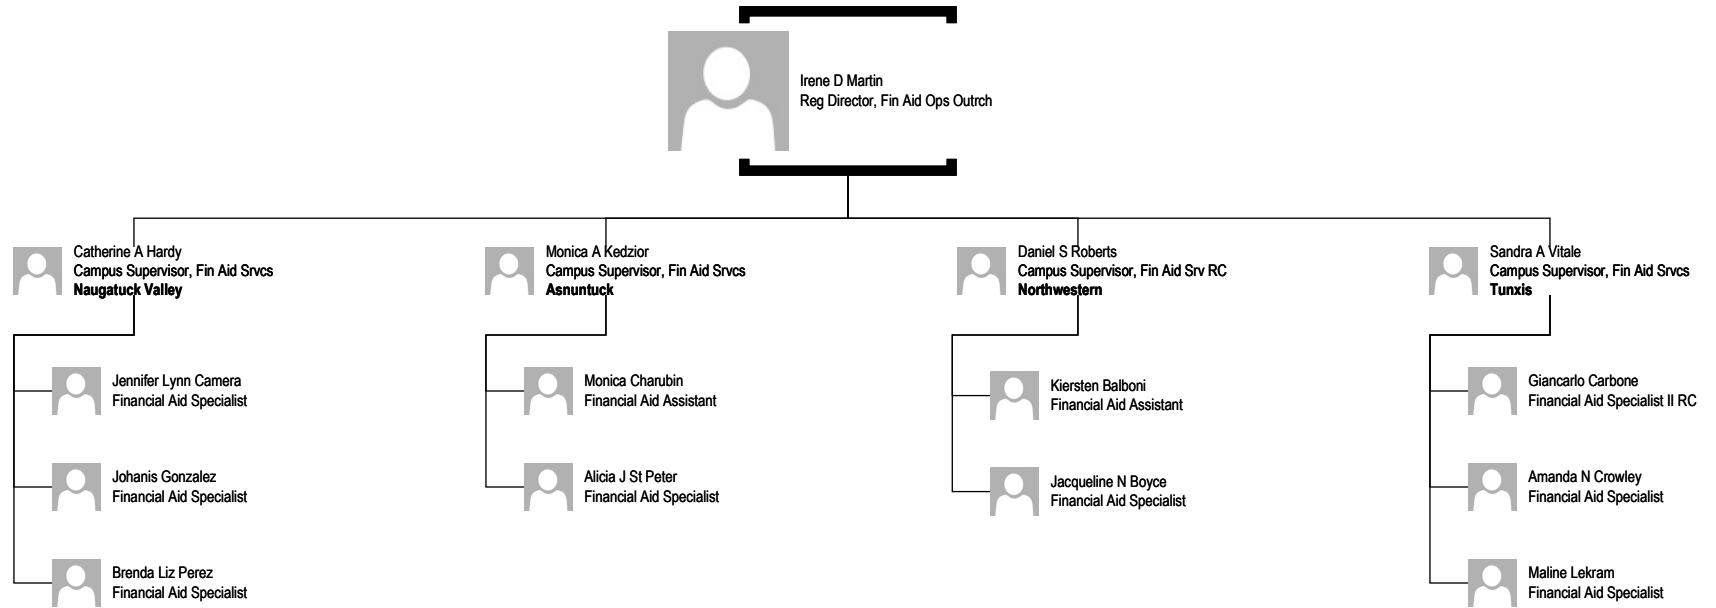 Irene D Martin
Reg Director, Fin Aid Ops Outrch
Catherine A Hardy
Campus Supervisor, Fin Aid Srvcs
Naugatuck Valley
Monica A Kedzior
Campus Supervisor, Fin Aid Srvcs
Asnuntuck
Daniel S Roberts
Campus Supervisor, Fin Aid Srv RC
Northwestern
Sandra A Vitale
Campus Supervisor, Fin Aid Srvcs
Tunxis
Jennifer Lynn Camera
Financial Aid Specialist
Johanis Gonzalez
Financial Aid Specialist
Brenda Liz Perez
Financial Aid Specialist
Monica Charubin
Financial Aid Assistant
Alicia J St Peter
Financial Aid Specialist
Kiersten Balboni
Financial Aid Assistant
Jacqueline N Boyce
Financial Aid Specialist
Giancarlo Carbone
Financial Aid Specialist II RC
Amanda N Crowley
Financial Aid Specialist
Maline Lekram
Financial Aid Specialist